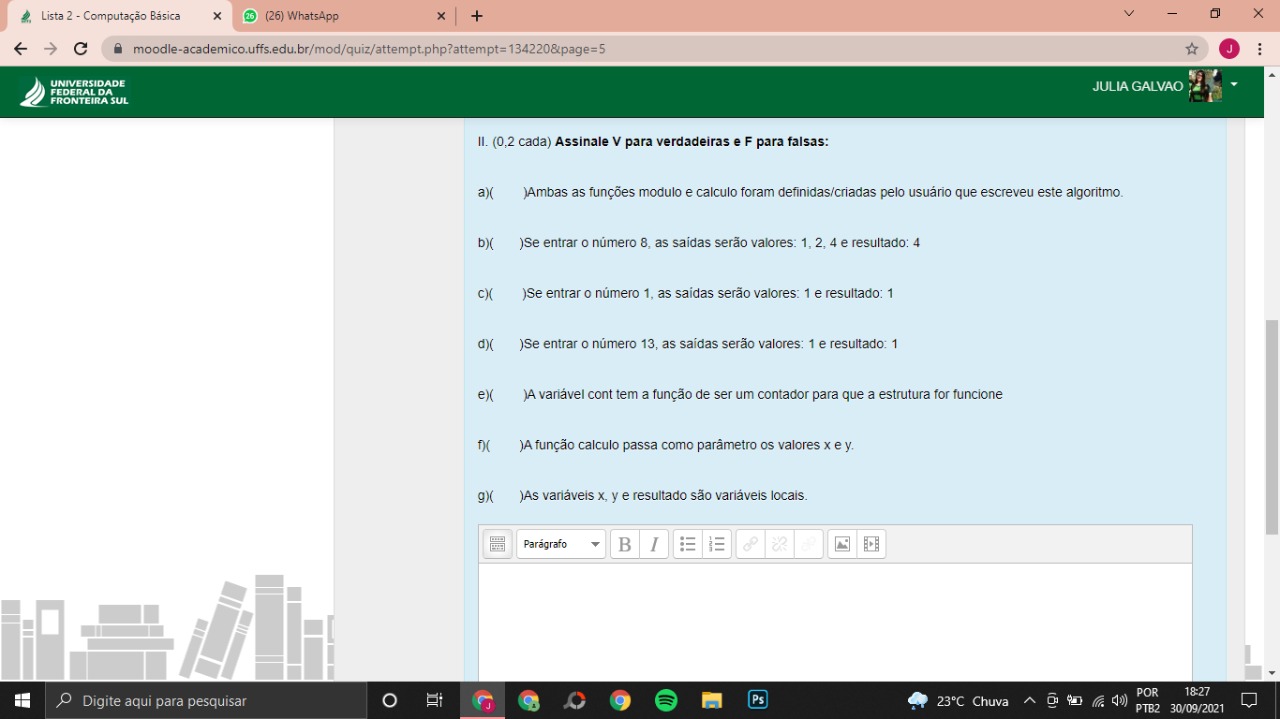 Lista 2 - Computação Básica
26
(26) WhatsApp
moodle-academico.uffs.edu.br/mod/quiz/attempt.php?attempt=134220&page=5
J
UNIVERSIDADE
FEDERAL DA
FRONTEIRA SUL
JULIA GALVAO
II. (0,2 cada) Assinale V para verdadeiras e F para falsas:
a)( )Ambas as funções modulo e calculo foram definidas/criadas pelo usuário que escreveu este algoritmo.
b)( )Se entrar o número 8, as saídas serão valores: 1, 2, 4 e resultado: 4
c)( )Se entrar o número 1, as saídas serão valores: 1 e resultado: 1
d)( )Se entrar o número 13, as saídas serão valores: 1 e resultado: 1
e)( )A variável cont tem a função de ser um contador para que a estrutura for funcione
f)( )A função calculo passa como parâmetro os valores x e y.
g)( )As variáveis x, y e resultado são variáveis locais.
Parágrafo
B I
Digite aqui para pesquisar
Ps
23°C Chuva
POR
PTB2
18:27
30/09/2021